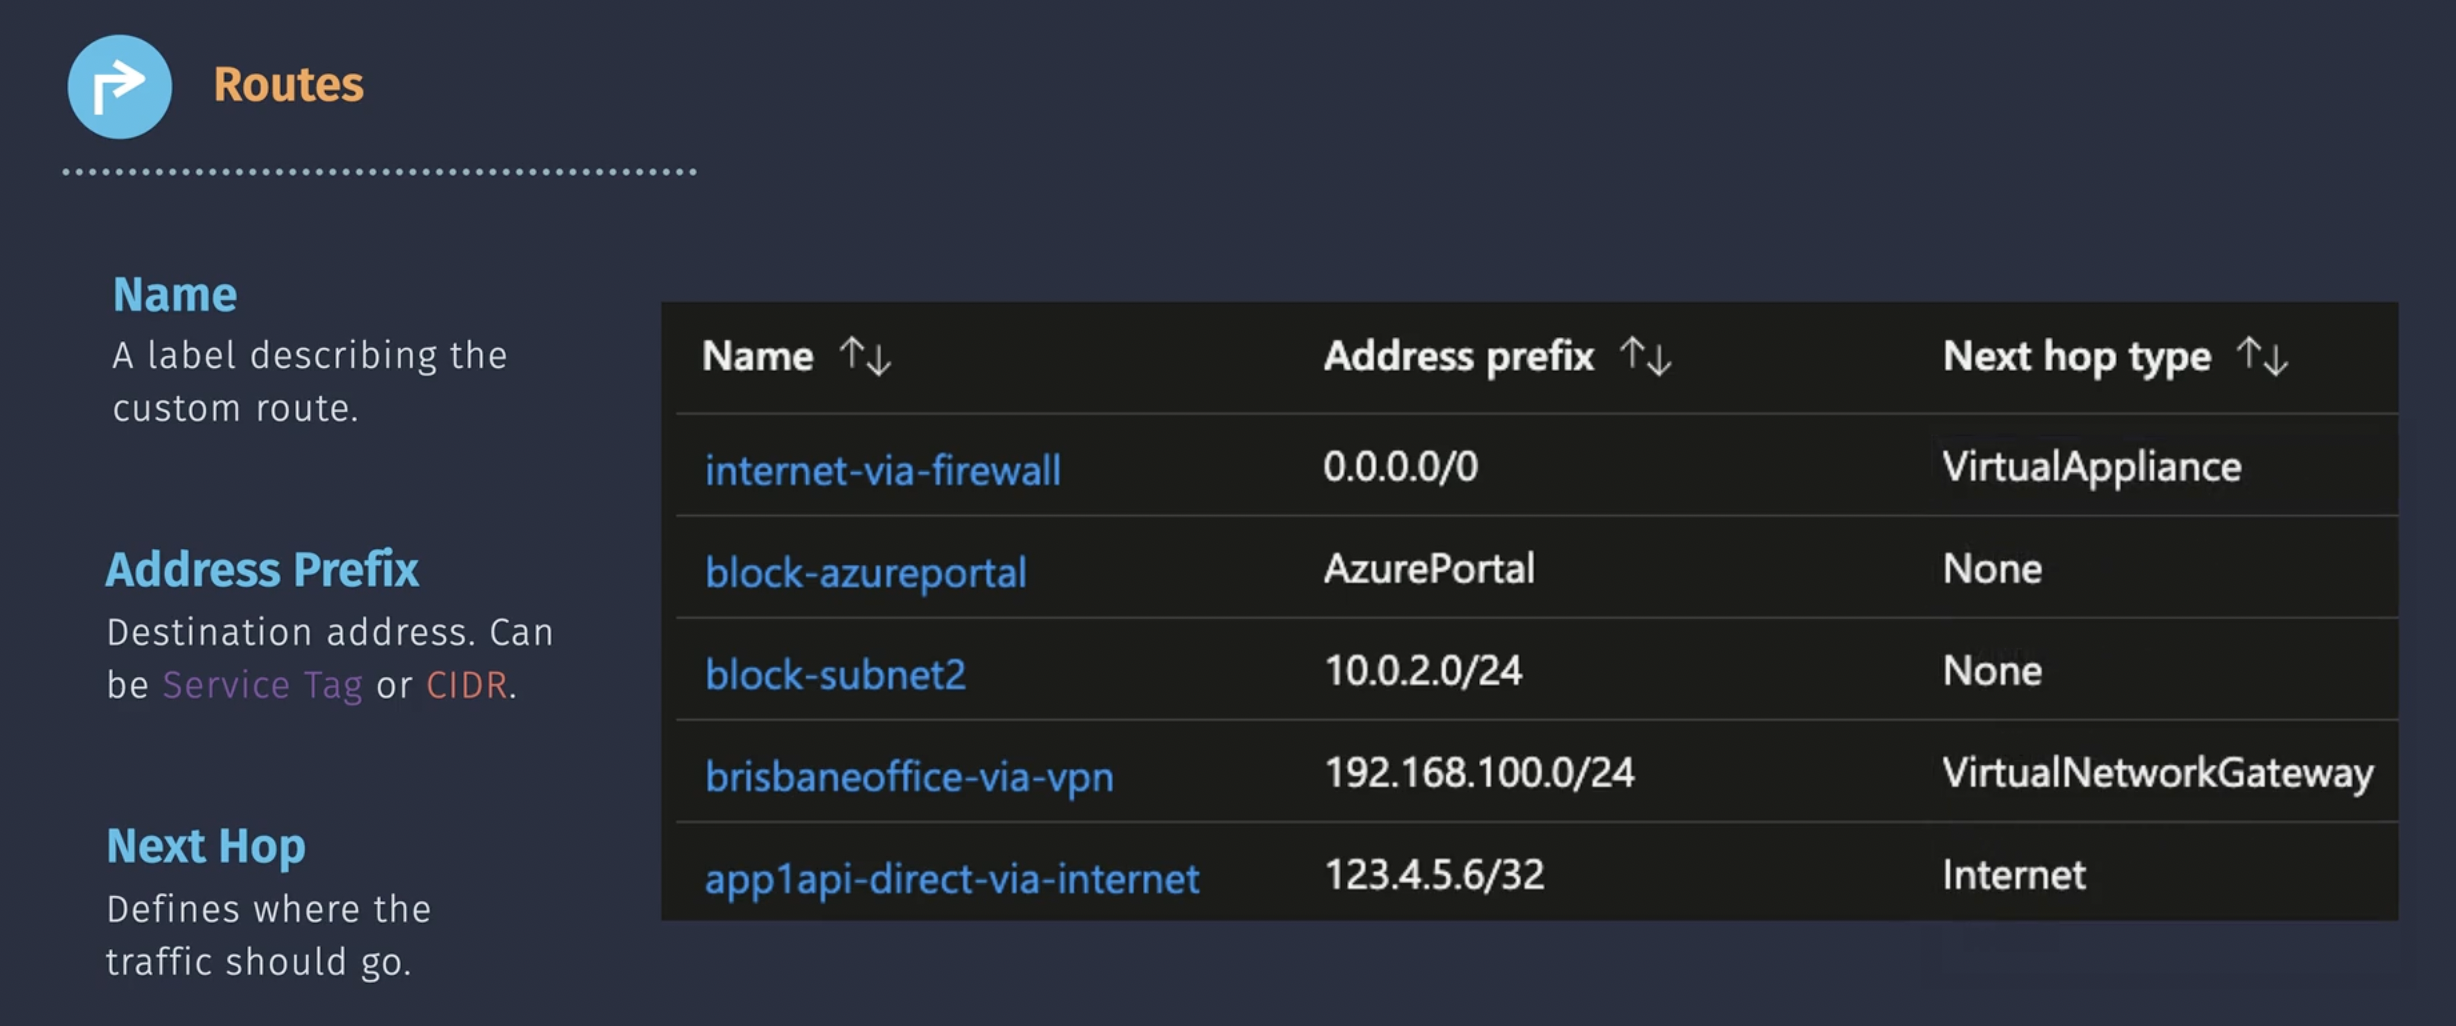 Routes
Name
A label describing the
custom route.
Address Prefix
Destination address. Can
be Service Tag or CIDR.
Next Hop
Defines where the
traffic should go.
Name ↑↓ Address prefix ↑↓ Next hop type ↑↓
internet-via-firewall 0.0.0.0/0 VirtualAppliance
block-azureportal AzurePortal None
block-subnet2 10.0.2.0/24 None
brisbaneoffice-via-vpn 192.168.100.0/24 VirtualNetworkGateway
app1api-direct-via-internet 123.4.5.6/32 Internet